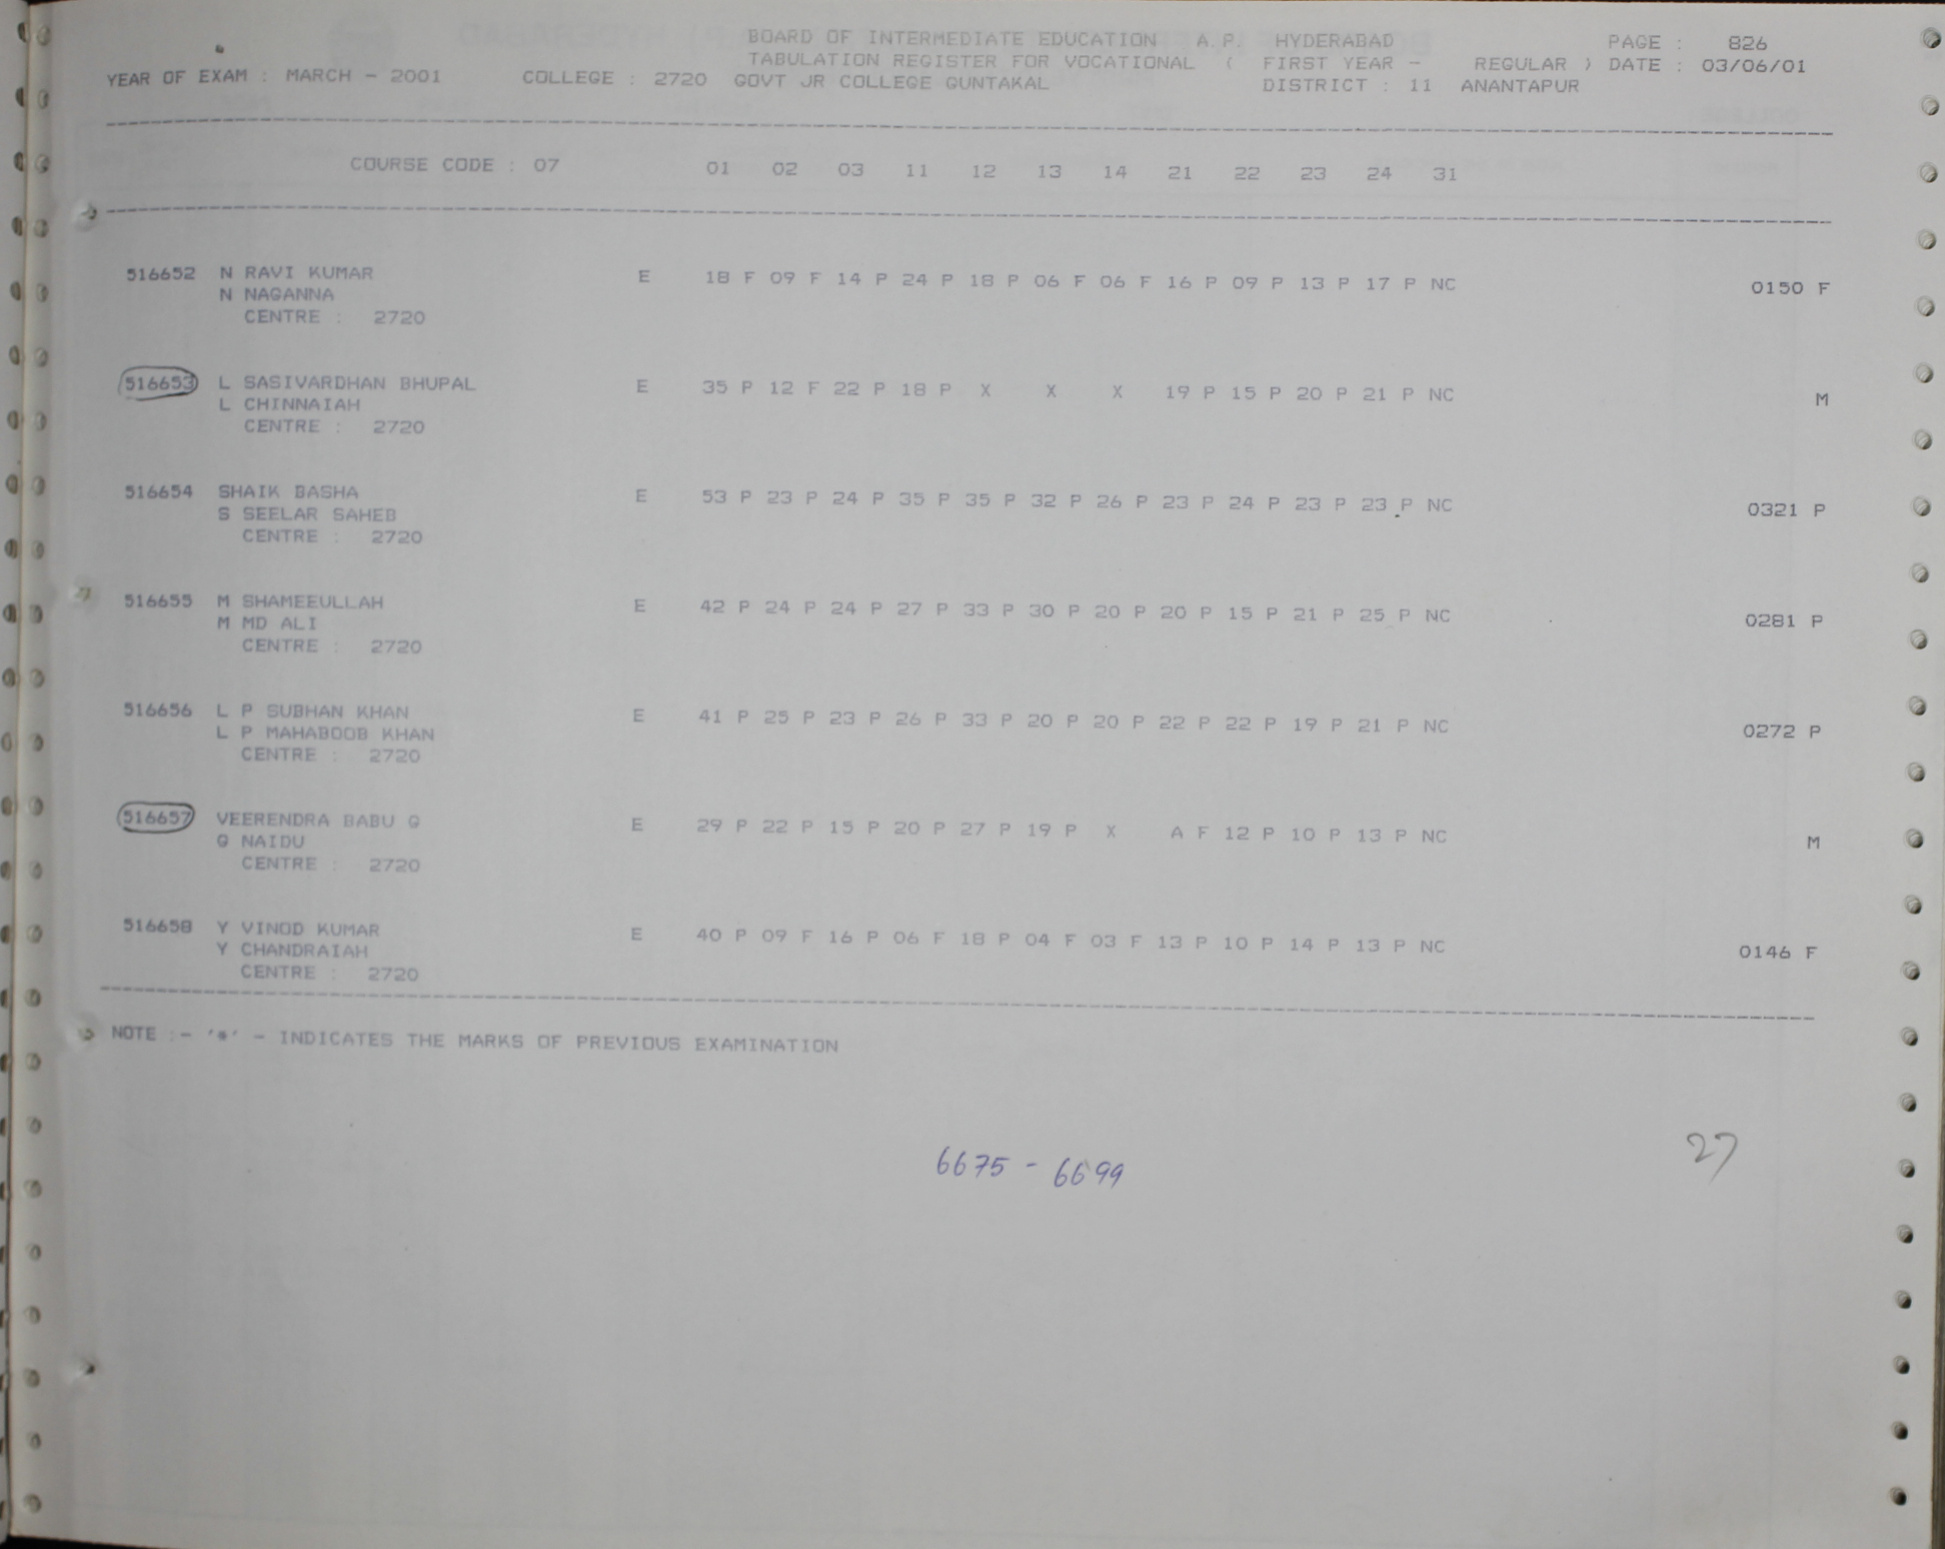 BOARD OF INTERMEDIATE EDUCATION A.P. HYDERABAD PAGE : 826
TABULATION REGISTER FOR VOCATIONAL ( FIRST YEAR - REGULAR ) DATE : 03/06/01
YEAR OF EXAM : MARCH - 2001 COLLEGE : 2720 GOVT JR COLLEGE GUNTAKAL DISTRICT : 11 ANANTAPUR
COURSE CODE : 07 01 02 03 11 12 13 14 21 22 23 24 31
516652 N RAVI KUMAR E 18 F 09 F 14 P 24 P 18 P 06 F 06 F 16 P 09 P 13 P 17 P NC 0150 F
N NAGANNA
CENTRE : 2720
516653 L SASIVARDHAN BHUPAL E 35 P 12 F 22 P 18 P X X X 19 P 15 P 20 P 21 P NC M
L CHINNAIAH
CENTRE : 2720
516654 SHAIK BASHA E 53 P 23 P 24 P 35 P 35 P 32 P 26 P 23 P 24 P 23 P 23 P NC 0321 P
S SEELAR SAHEB
CENTRE : 2720
516655 M SHAMEEULLAH E 42 P 24 P 24 P 27 P 33 P 30 P 20 P 20 P 15 P 21 P 25 P NC 0281 P
M MD ALI
CENTRE : 2720
516656 L P SUBHAN KHAN E 41 P 25 P 23 P 26 P 33 P 20 P 20 P 22 P 22 P 19 P 21 P NC 0272 P
L P MAHABOOB KHAN
CENTRE : 2720
516657 VEERENDRA BABU G E 29 P 22 P 15 P 20 P 27 P 19 P X A F 12 P 10 P 13 P NC M
G NAIDU
CENTRE : 2720
516658 Y VINOD KUMAR E 40 P 09 F 16 P 06 F 18 P 04 F 03 F 13 P 10 P 14 P 13 P NC 0146 F
Y CHANDRAIAH
CENTRE : 2720
NOTE :- '*' - INDICATES THE MARKS OF PREVIOUS EXAMINATION
6675 - 6699
27